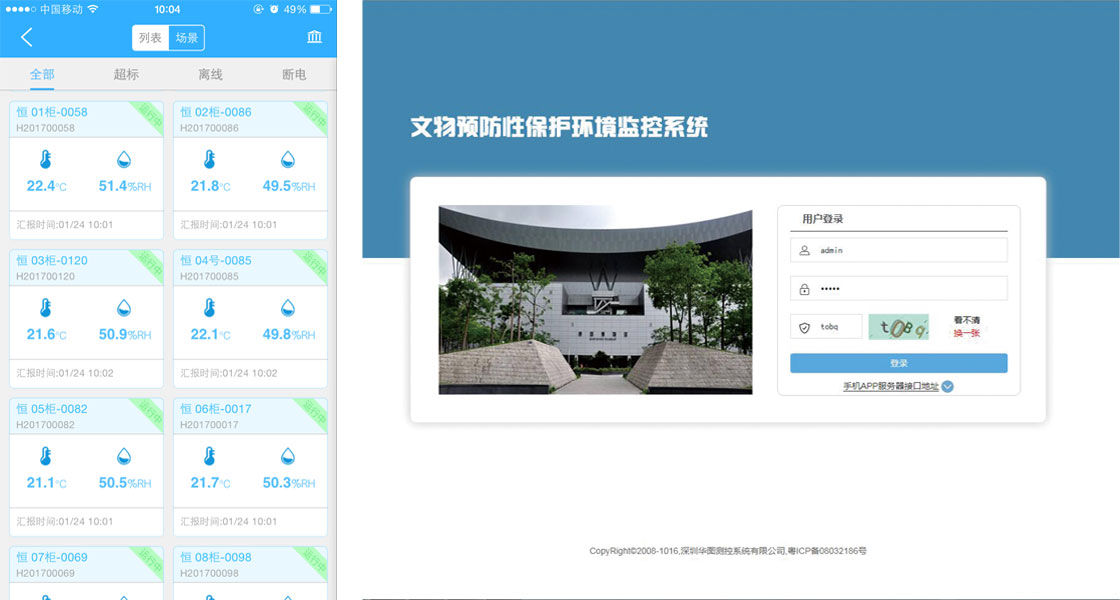 中国移动 10:04 49%
列表 场景
全部 超标 离线 断电
恒 01柜-0058
H201700058
运行中
22.4°C 51.4%RH
汇报时间:01/24 10:01
恒 02柜-0086
H201700086
运行中
21.8°C 49.5%RH
汇报时间:01/24 10:01
恒 03柜-0120
H201700120
运行中
21.6°C 50.9%RH
汇报时间:01/24 10:02
恒 04号-0085
H201700085
运行中
22.1°C 49.8%RH
汇报时间:01/24 10:02
恒 05柜-0082
H201700082
运行中
21.1°C 50.5%RH
汇报时间:01/24 10:01
恒 06柜-0017
H201700017
运行中
21.7°C 50.3%RH
汇报时间:01/24 10:01
恒 07柜-0069
H201700069
运行中
恒 08柜-0098
H201700098
运行中
文物预防性保护环境监控系统
用户登录
admin
•••••
tobq
toBq
看不清
换一张
登录
手机APP服务器接口地址
CopyRight©2008-1016,深圳华图测控系统有限公司,粤ICP备08032186号